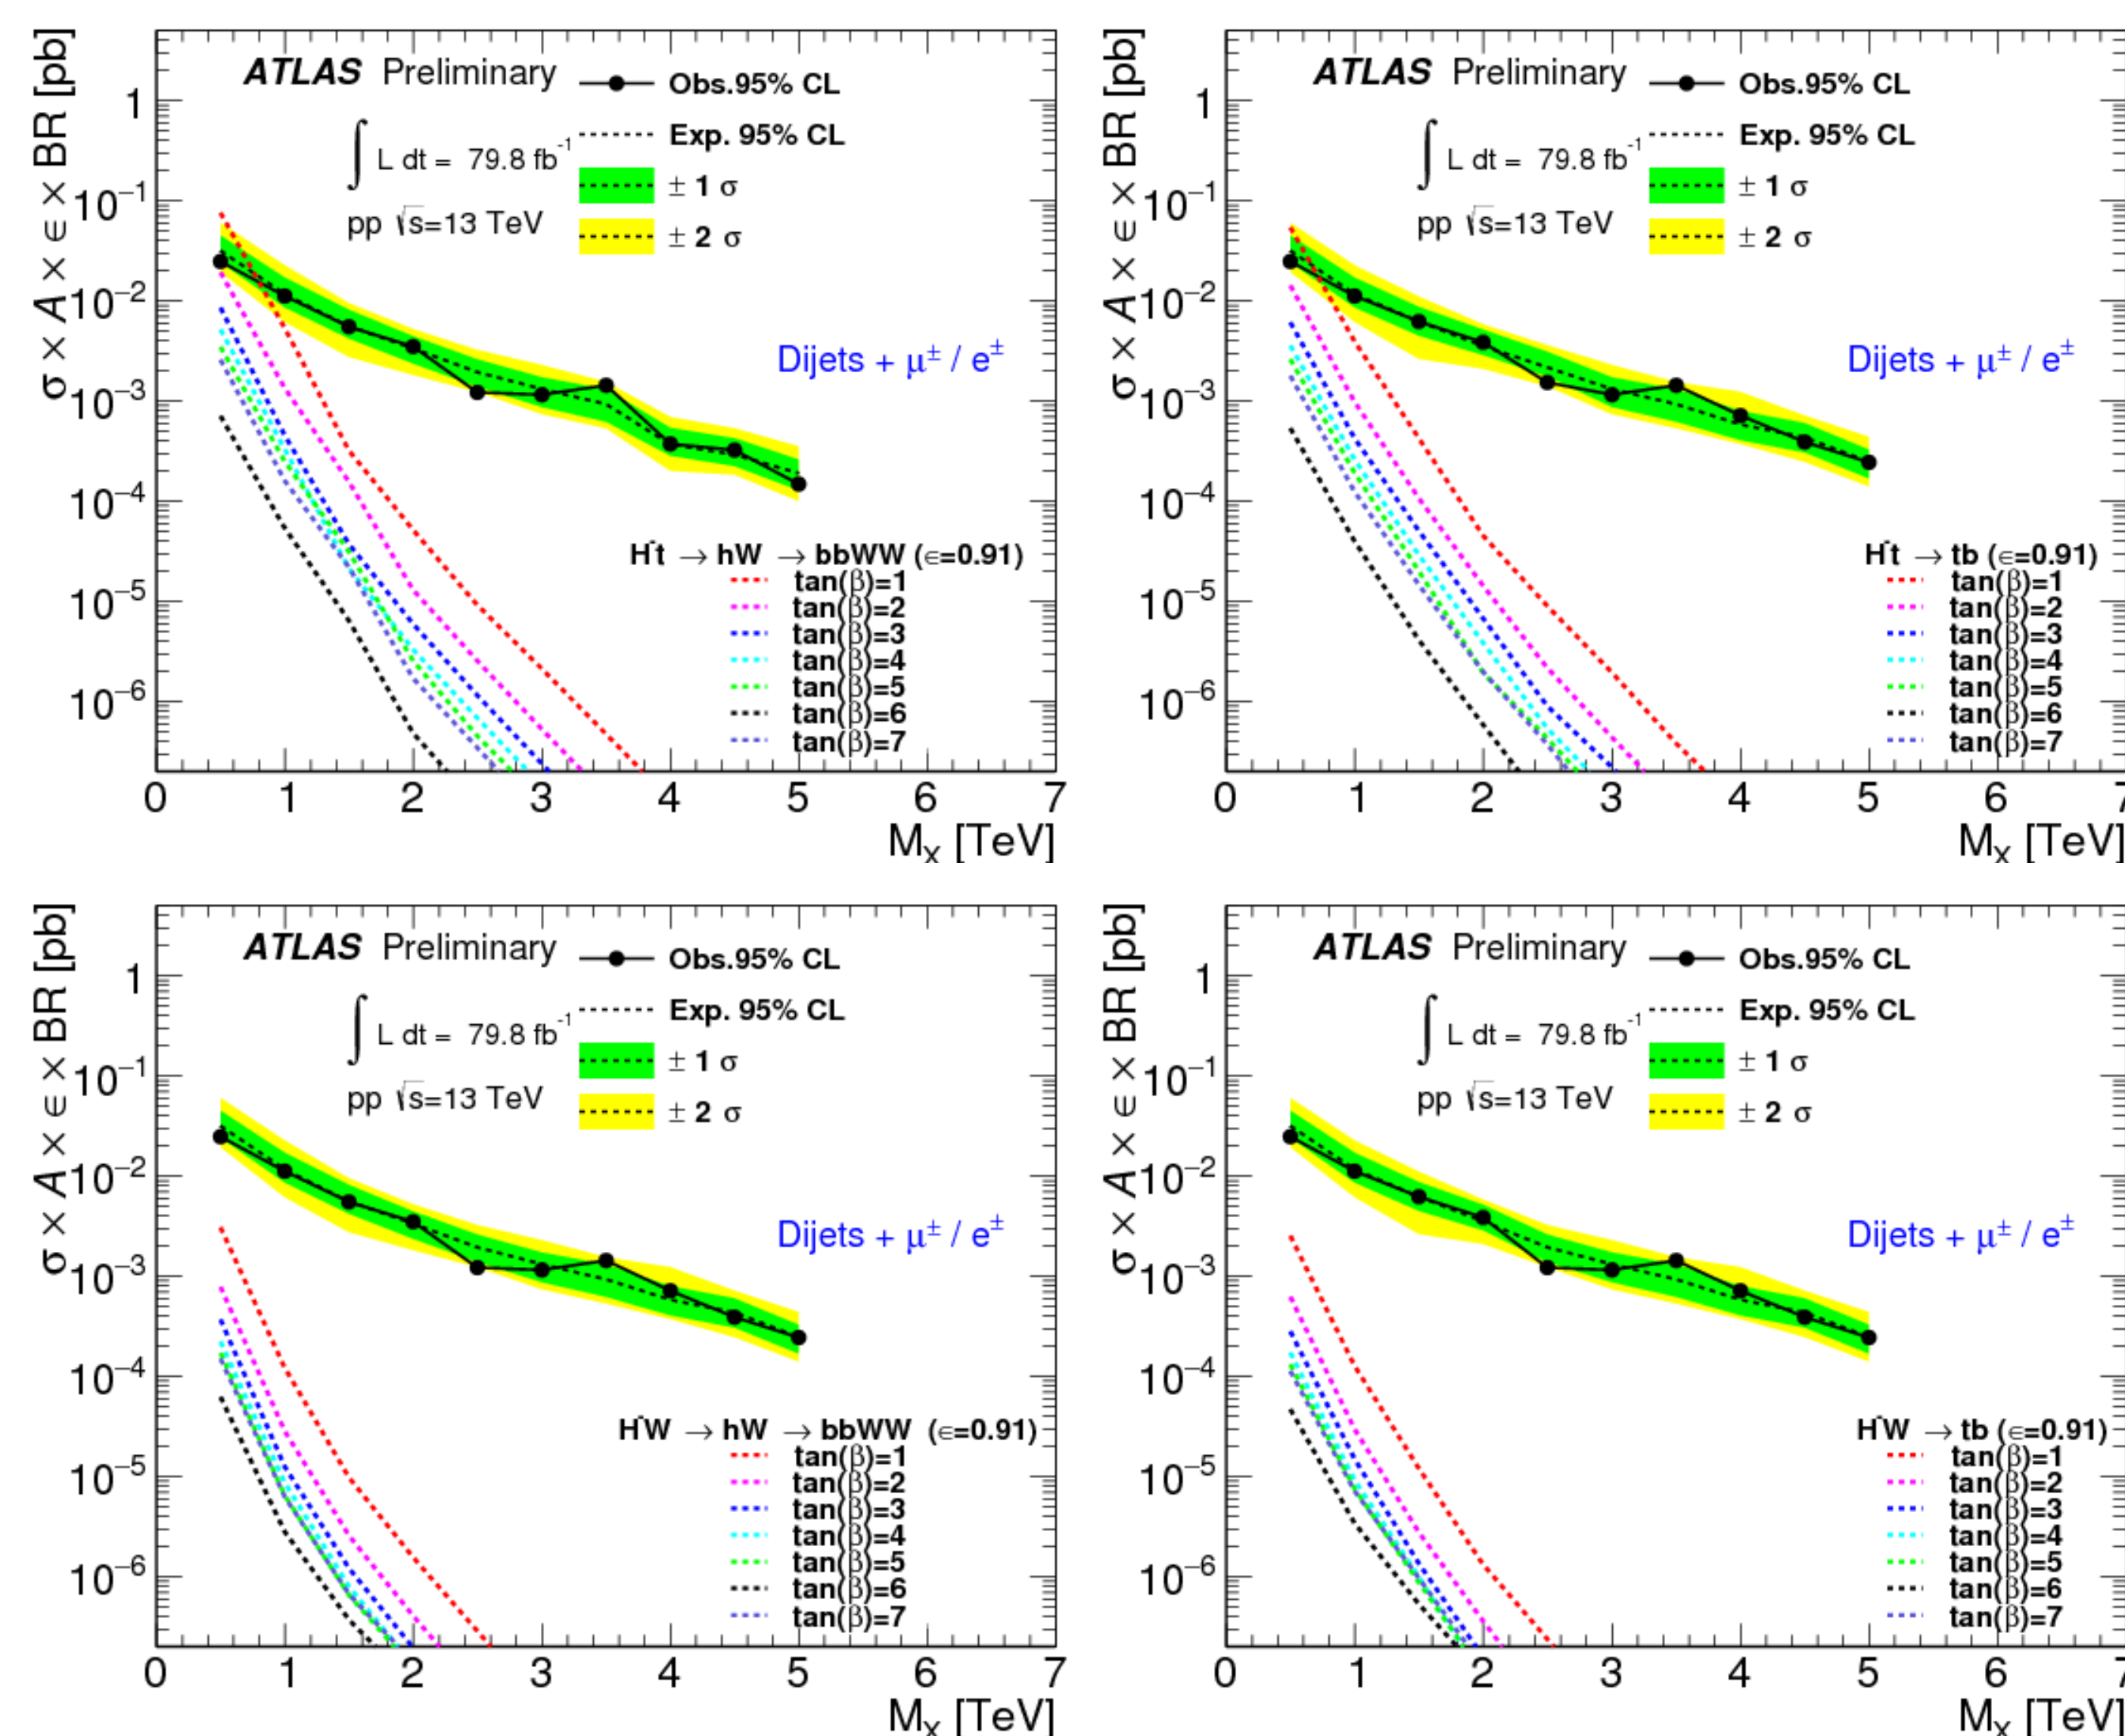 σ × A × ϵ × BR [pb]
ATLAS Preliminary
∫ L dt = 79.8 fb⁻¹
pp √s=13 TeV
Obs.95% CL
Exp. 95% CL
± 1 σ
± 2 σ
Dijets + μ± / e±
H⁻t → hW → bbWW (ϵ=0.91)
tan(β)=1
tan(β)=2
tan(β)=3
tan(β)=4
tan(β)=5
tan(β)=6
tan(β)=7
1
10⁻¹
10⁻²
10⁻³
10⁻⁴
10⁻⁵
10⁻⁶
0 1 2 3 4 5 6 7
Mx [TeV]
σ × A × ϵ × BR [pb]
ATLAS Preliminary
∫ L dt = 79.8 fb⁻¹
pp √s=13 TeV
Obs.95% CL
Exp. 95% CL
± 1 σ
± 2 σ
Dijets + μ± / e±
H⁻t → tb (ϵ=0.91)
tan(β)=1
tan(β)=2
tan(β)=3
tan(β)=4
tan(β)=5
tan(β)=6
tan(β)=7
1
10⁻¹
10⁻²
10⁻³
10⁻⁴
10⁻⁵
10⁻⁶
0 1 2 3 4 5 6 7
Mx [TeV]
σ × A × ϵ × BR [pb]
ATLAS Preliminary
∫ L dt = 79.8 fb⁻¹
pp √s=13 TeV
Obs.95% CL
Exp. 95% CL
± 1 σ
± 2 σ
Dijets + μ± / e±
H⁻W → hW → bbWW (ϵ=0.91)
tan(β)=1
tan(β)=2
tan(β)=3
tan(β)=4
tan(β)=5
tan(β)=6
tan(β)=7
1
10⁻¹
10⁻²
10⁻³
10⁻⁴
10⁻⁵
10⁻⁶
0 1 2 3 4 5 6 7
Mx [TeV]
σ × A × ϵ × BR [pb]
ATLAS Preliminary
∫ L dt = 79.8 fb⁻¹
pp √s=13 TeV
Obs.95% CL
Exp. 95% CL
± 1 σ
± 2 σ
Dijets + μ± / e±
H⁻W → tb (ϵ=0.91)
tan(β)=1
tan(β)=2
tan(β)=3
tan(β)=4
tan(β)=5
tan(β)=6
tan(β)=7
1
10⁻¹
10⁻²
10⁻³
10⁻⁴
10⁻⁵
10⁻⁶
0 1 2 3 4 5 6 7
Mx [TeV]